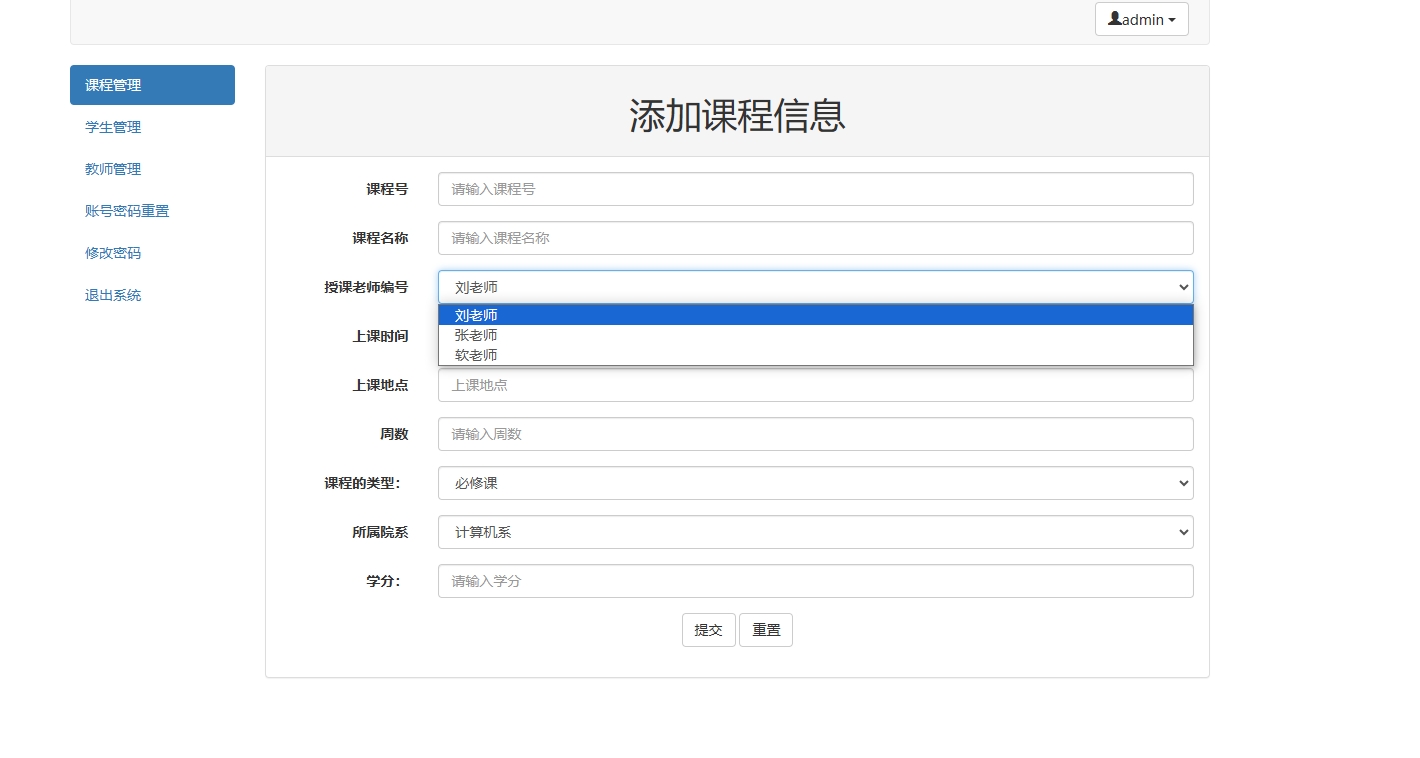 admin
课程管理
学生管理
教师管理
账号密码重置
修改密码
退出系统
添加课程信息
课程号 请输入课程号
课程名称 请输入课程名称
授课老师编号 刘老师
刘老师
张老师
软老师
上课时间
上课地点 上课地点
周数 请输入周数
课程的类型： 必修课
所属院系 计算机系
学分： 请输入学分
提交 重置